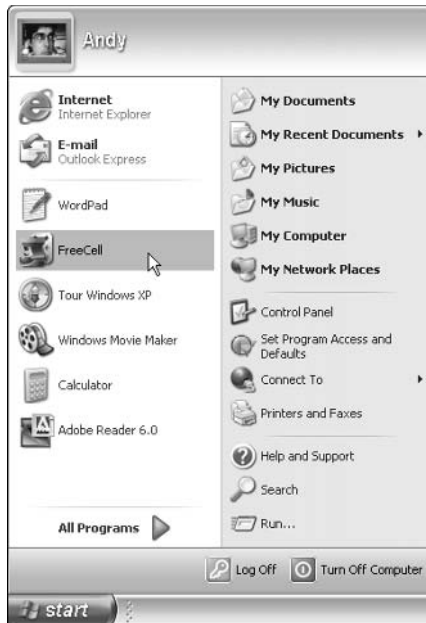 Andy
Internet
Internet Explorer
E-mail
Outlook Express
WordPad
FreeCell
Tour Windows XP
Windows Movie Maker
Calculator
Adobe Reader 6.0
All Programs
My Documents
My Recent Documents
My Pictures
My Music
My Computer
My Network Places
Control Panel
Set Program Access and
Defaults
Connect To
Printers and Faxes
Help and Support
Search
Run...
Log Off
Turn Off Computer
start